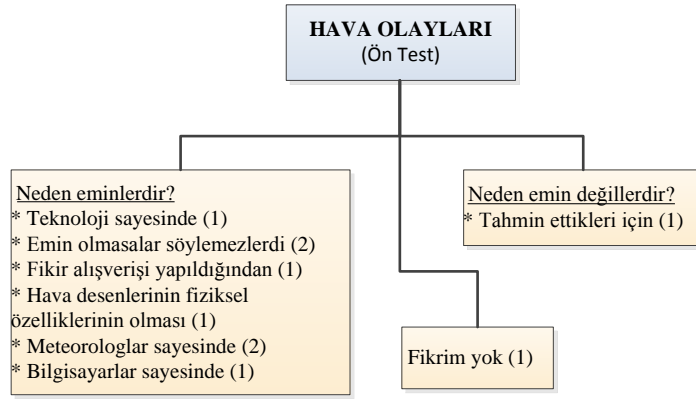 HAVA OLAYLARI
(Ön Test)
Neden eminlerdir?
* Teknoloji sayesinde (1)
* Emin olmasalar söylemezlerdi (2)
* Fikir alışverişi yapıldığından (1)
* Hava desenlerinin fiziksel
özelliklerinin olması (1)
* Meteorologlar sayesinde (2)
* Bilgisayarlar sayesinde (1)
Neden emin değillerdir?
* Tahmin ettikleri için (1)
Fikrim yok (1)